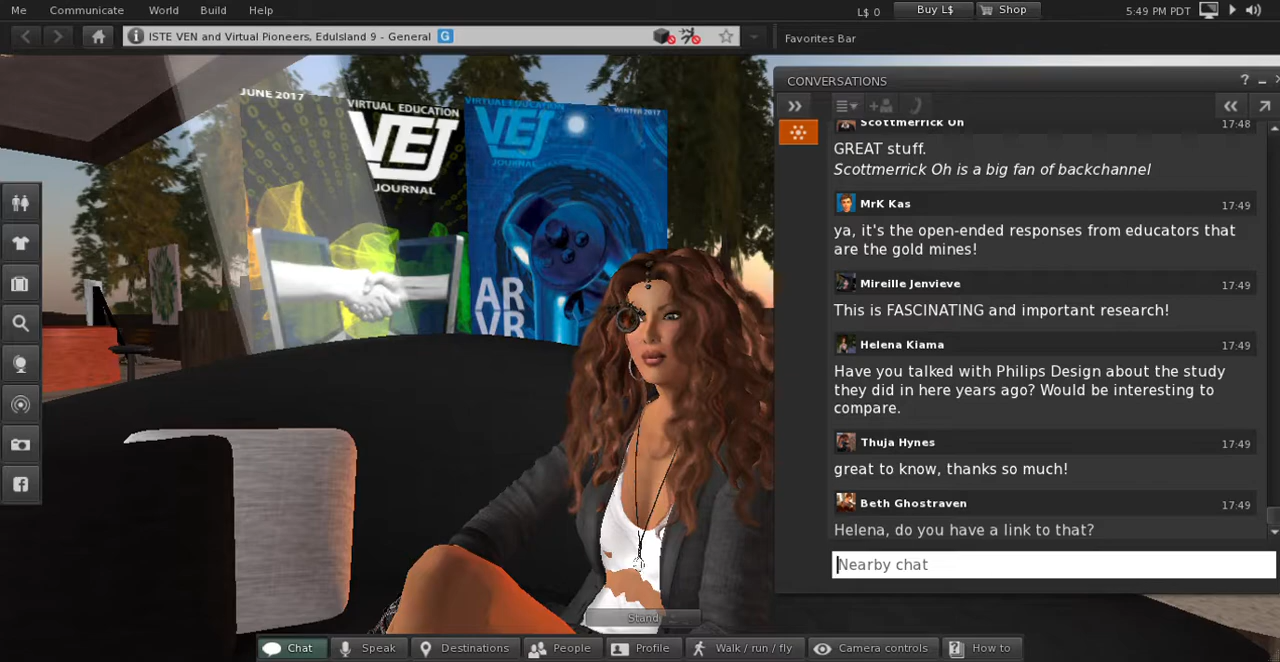 Me Communicate World Build Help L$ 0 Buy L$ Shop 5:49 PM PDT
ISTE VEN and Virtual Pioneers, EduIsland 9 - General G Favorites Bar
CONVERSATIONS ?
Scottmerrick Oh 17:48
GREAT stuff.
Scottmerrick Oh is a big fan of backchannel
MrK Kas 17:49
ya, it's the open-ended responses from educators that
are the gold mines!
Mireille Jenvieve 17:49
This is FASCINATING and important research!
Helena Kiama 17:49
Have you talked with Philips Design about the study
they did in here years ago? Would be interesting to
compare.
Thuja Hynes 17:49
great to know, thanks so much!
Beth Ghostraven 17:49
Helena, do you have a link to that?
Nearby chat
JUNE 2017
VIRTUAL EDUCATION
VEJ
JOURNAL
VIRTUAL EDUCATION
WINTER 2017
VEJ
JOURNAL
AR
VR
Stand
Chat Speak Destinations People Profile Walk / run / fly Camera controls How to